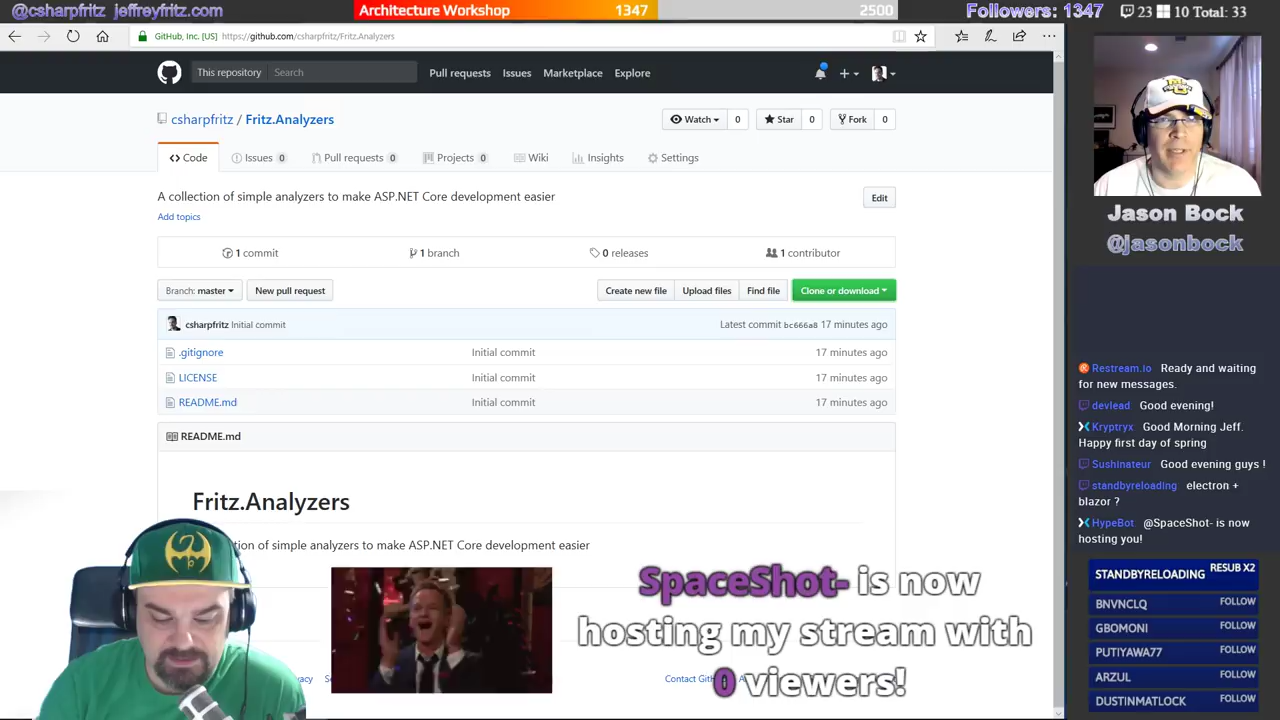 @csharpfritz jeffreyfritz.com
Architecture Workshop 1347 2500
Followers: 1347 23 10 Total: 33
GitHub, Inc. [US] https://github.com/csharpfritz/Fritz.Analyzers
This repository Search Pull requests Issues Marketplace Explore
csharpfritz / Fritz.Analyzers
Watch 0 Star 0 Fork 0
Code Issues 0 Pull requests 0 Projects 0 Wiki Insights Settings
A collection of simple analyzers to make ASP.NET Core development easier
Edit
Add topics
1 commit 1 branch 0 releases 1 contributor
Branch: master New pull request Create new file Upload files Find file Clone or download
csharpfritz Initial commit Latest commit bc666a8 17 minutes ago
.gitignore Initial commit 17 minutes ago
LICENSE Initial commit 17 minutes ago
README.md Initial commit 17 minutes ago
README.md
Fritz.Analyzers
of simple analyzers to make ASP.NET Core development easier
SpaceShot- is now
hosting my stream with
0 viewers!
Contact
Jason Bock
@jasonbock
Restream.io Ready and waiting
for new messages.
devlead Good evening!
Kryptryx: Good Morning Jeff.
Happy first day of spring
Sushinateur Good evening guys !
standbyreloading electron +
blazor ?
HypeBot: @SpaceShot- is now
hosting you!
STANDBYRELOADING RESUB X2
BNVNCLQ FOLLOW
GBOMONI FOLLOW
PUTIYAWA77 FOLLOW
ARZUL FOLLOW
DUSTINMATLOCK FOLLOW